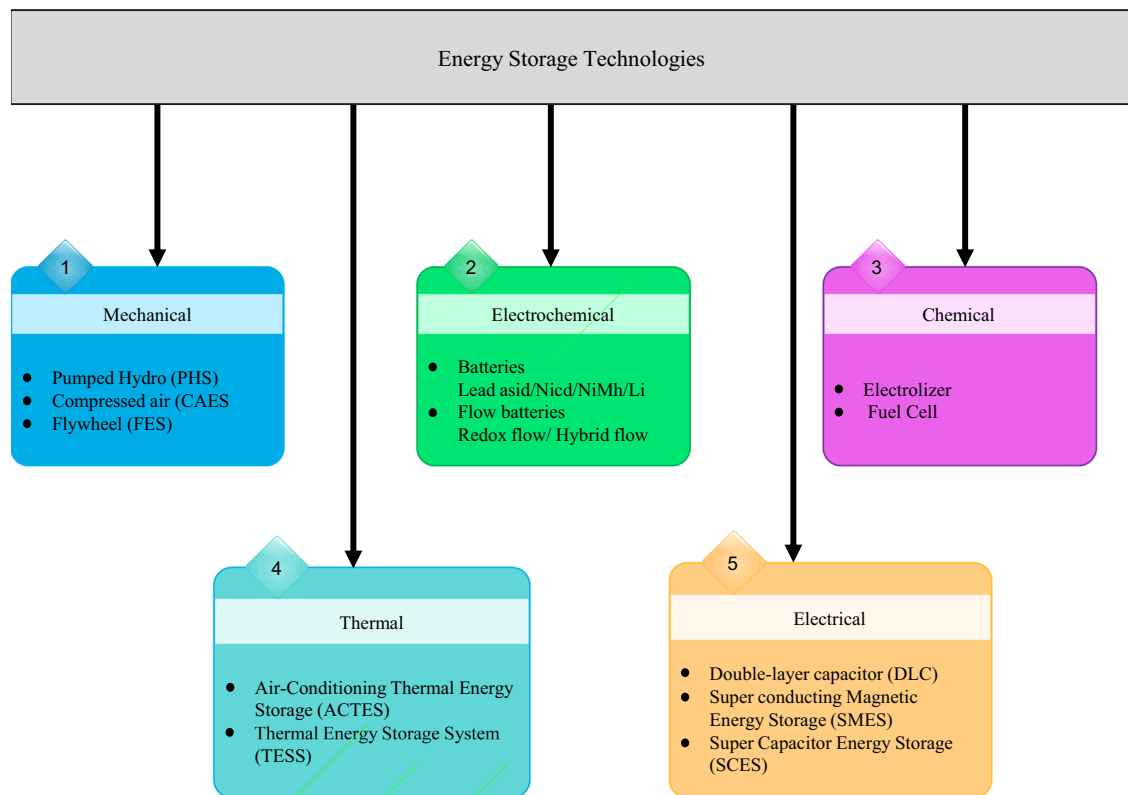 Energy Storage Technologies
1
Mechanical
● Pumped Hydro (PHS)
● Compressed air (CAES
● Flywheel (FES)
2
Electrochemical
● Batteries
Lead asid/Nicd/NiMh/Li
● Flow batteries
Redox flow/ Hybrid flow
3
Chemical
● Electrolizer
● Fuel Cell
4
Thermal
● Air-Conditioning Thermal Energy
Storage (ACTES)
● Thermal Energy Storage System
(TESS)
5
Electrical
● Double-layer capacitor (DLC)
● Super conducting Magnetic
Energy Storage (SMES)
● Super Capacitor Energy Storage
(SCES)